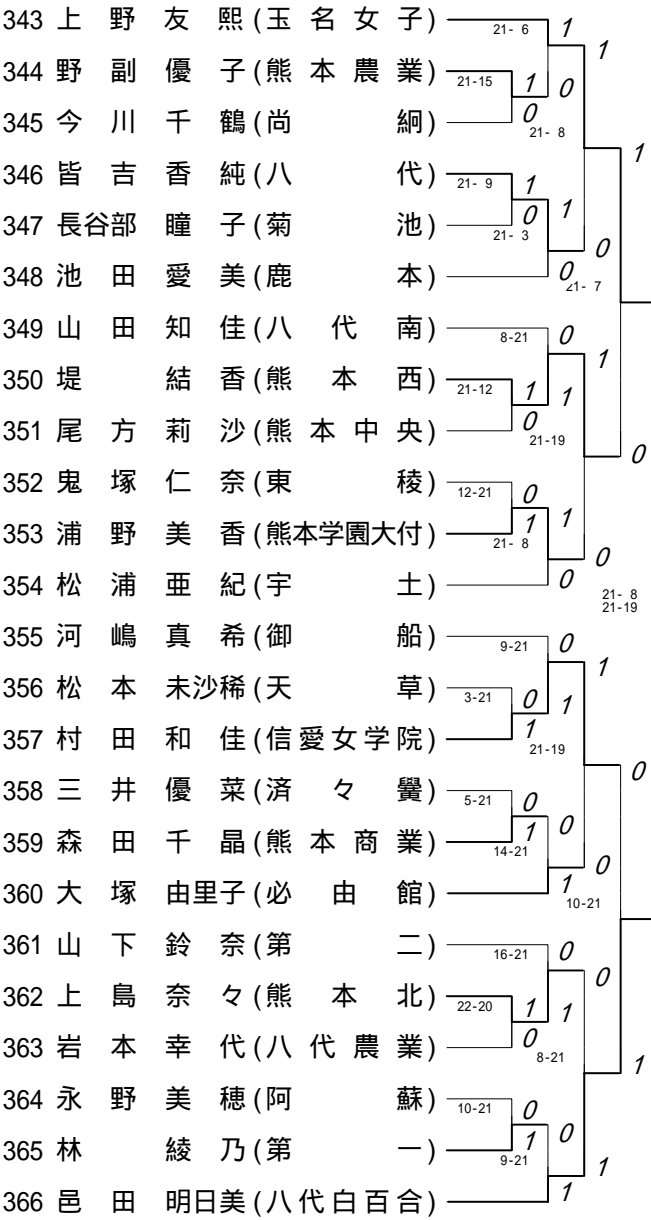 343 上野友熙(玉名女子) 21- 6 1 1
344 野副優子(熊本農業) 21-15 1 0
345 今川千鶴(尚絅) 0 21- 8
1
346 皆吉香純(八代) 21- 9 1
347 長谷部瞳子(菊池) 0 1 21- 3 0
348 池田愛美(鹿本) 0 21- 7
349 山田知佳(八代南) 8-21 0 1
350 堤結香(熊本西) 21-12 1 1
351 尾方莉沙(熊本中央) 0 21-19
0
352 鬼塚仁奈(東稜) 12-21 0
353 浦野美香(熊本学園大付) 1 1 21- 8 0
354 松浦亜紀(宇土) 0
21- 8
21-19
355 河嶋真希(御船) 9-21 0 1
356 松本未沙稀(天草) 3-21 0 1
357 村田和佳(信愛女学院) 1 21-19
0
358 三井優菜(済々黌) 5-21 0
359 森田千晶(熊本商業) 1 0 14-21 0
360 大塚由里子(必由館) 1 10-21
361 山下鈴奈(第二) 16-21 0 0
362 上島奈々(熊本北) 22-20 1 1
363 岩本幸代(八代農業) 0 8-21
1
364 永野美穂(阿蘇) 10-21 0
365 林綾乃(第一) 1 0 9-21 1
366 邑田明日美(八代白百合) 1